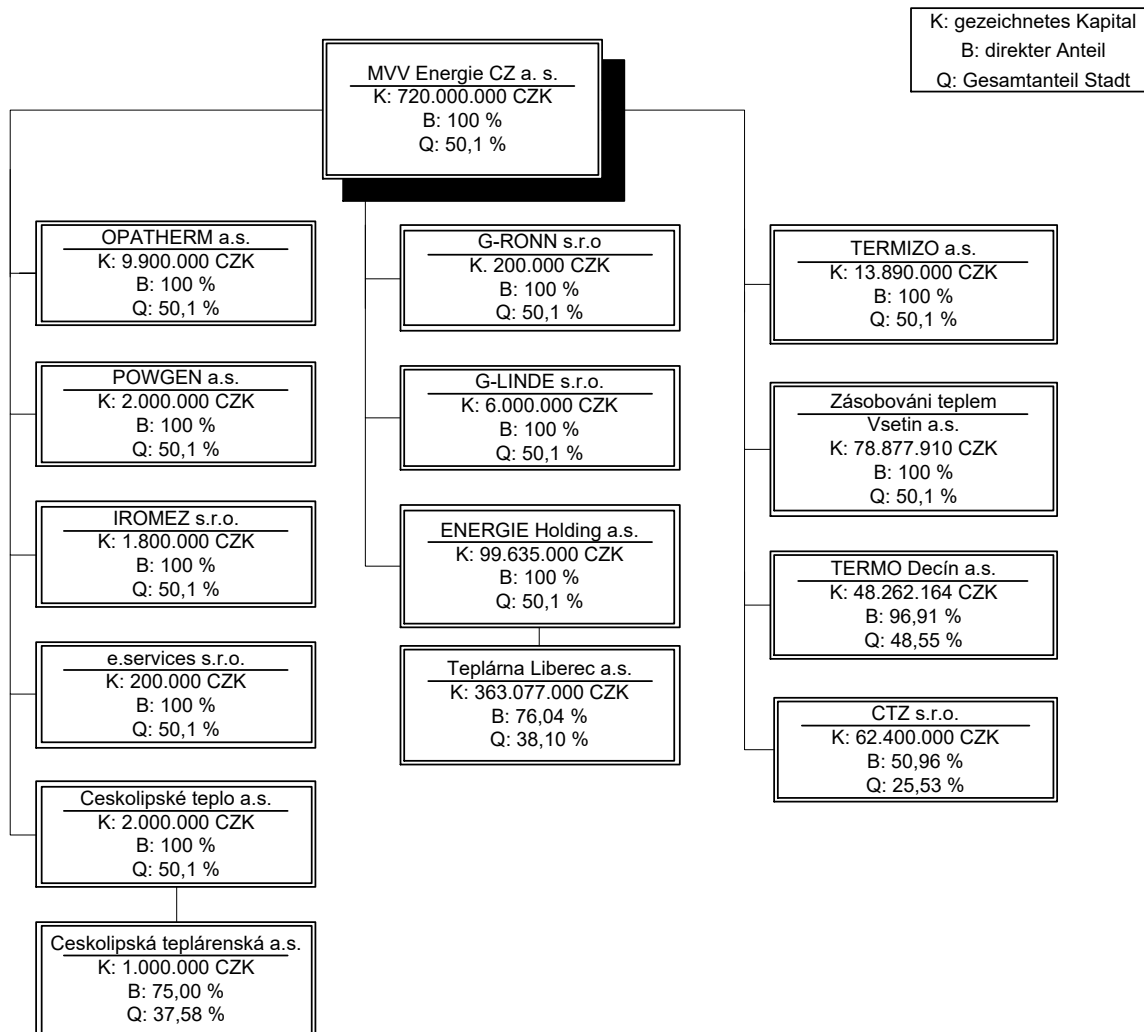 K: gezeichnetes Kapital
B: direkter Anteil
Q: Gesamtanteil Stadt
MVV Energie CZ a. s.
K: 720.000.000 CZK
B: 100 %
Q: 50,1 %
OPATHERM a.s.
K: 9.900.000 CZK
B: 100 %
Q: 50,1 %
POWGEN a.s.
K: 2.000.000 CZK
B: 100 %
Q: 50,1 %
IROMEZ s.r.o.
K: 1.800.000 CZK
B: 100 %
Q: 50,1 %
e.services s.r.o.
K: 200.000 CZK
B: 100 %
Q: 50,1 %
Ceskolipské teplo a.s.
K: 2.000.000 CZK
B: 100 %
Q: 50,1 %
Ceskolipská teplárenská a.s.
K: 1.000.000 CZK
B: 75,00 %
Q: 37,58 %
G-RONN s.r.o
K. 200.000 CZK
B: 100 %
Q: 50,1 %
G-LINDE s.r.o.
K: 6.000.000 CZK
B: 100 %
Q: 50,1 %
ENERGIE Holding a.s.
K: 99.635.000 CZK
B: 100 %
Q: 50,1 %
Teplárna Liberec a.s.
K: 363.077.000 CZK
B: 76,04 %
Q: 38,10 %
TERMIZO a.s.
K: 13.890.000 CZK
B: 100 %
Q: 50,1 %
Zásobováni teplem
Vsetin a.s.
K: 78.877.910 CZK
B: 100 %
Q: 50,1 %
TERMO Decín a.s.
K: 48.262.164 CZK
B: 96,91 %
Q: 48,55 %
CTZ s.r.o.
K: 62.400.000 CZK
B: 50,96 %
Q: 25,53 %